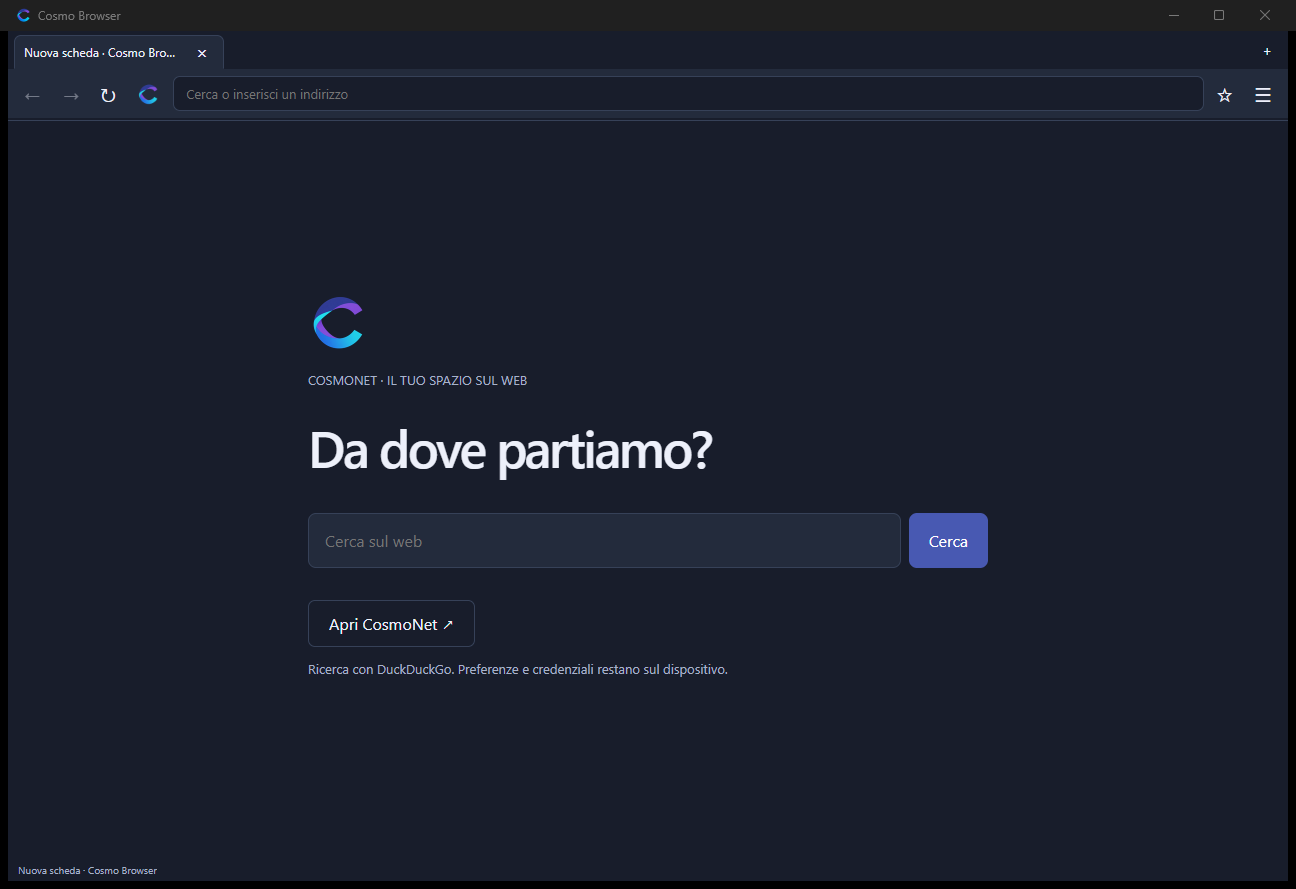 Cosmo Browser
Nuova scheda · Cosmo Bro...
Cerca o inserisci un indirizzo
COSMONET · IL TUO SPAZIO SUL WEB
Da dove partiamo?
Cerca sul web
Cerca
Apri CosmoNet ↗
Ricerca con DuckDuckGo. Preferenze e credenziali restano sul dispositivo.
Nuova scheda · Cosmo Browser